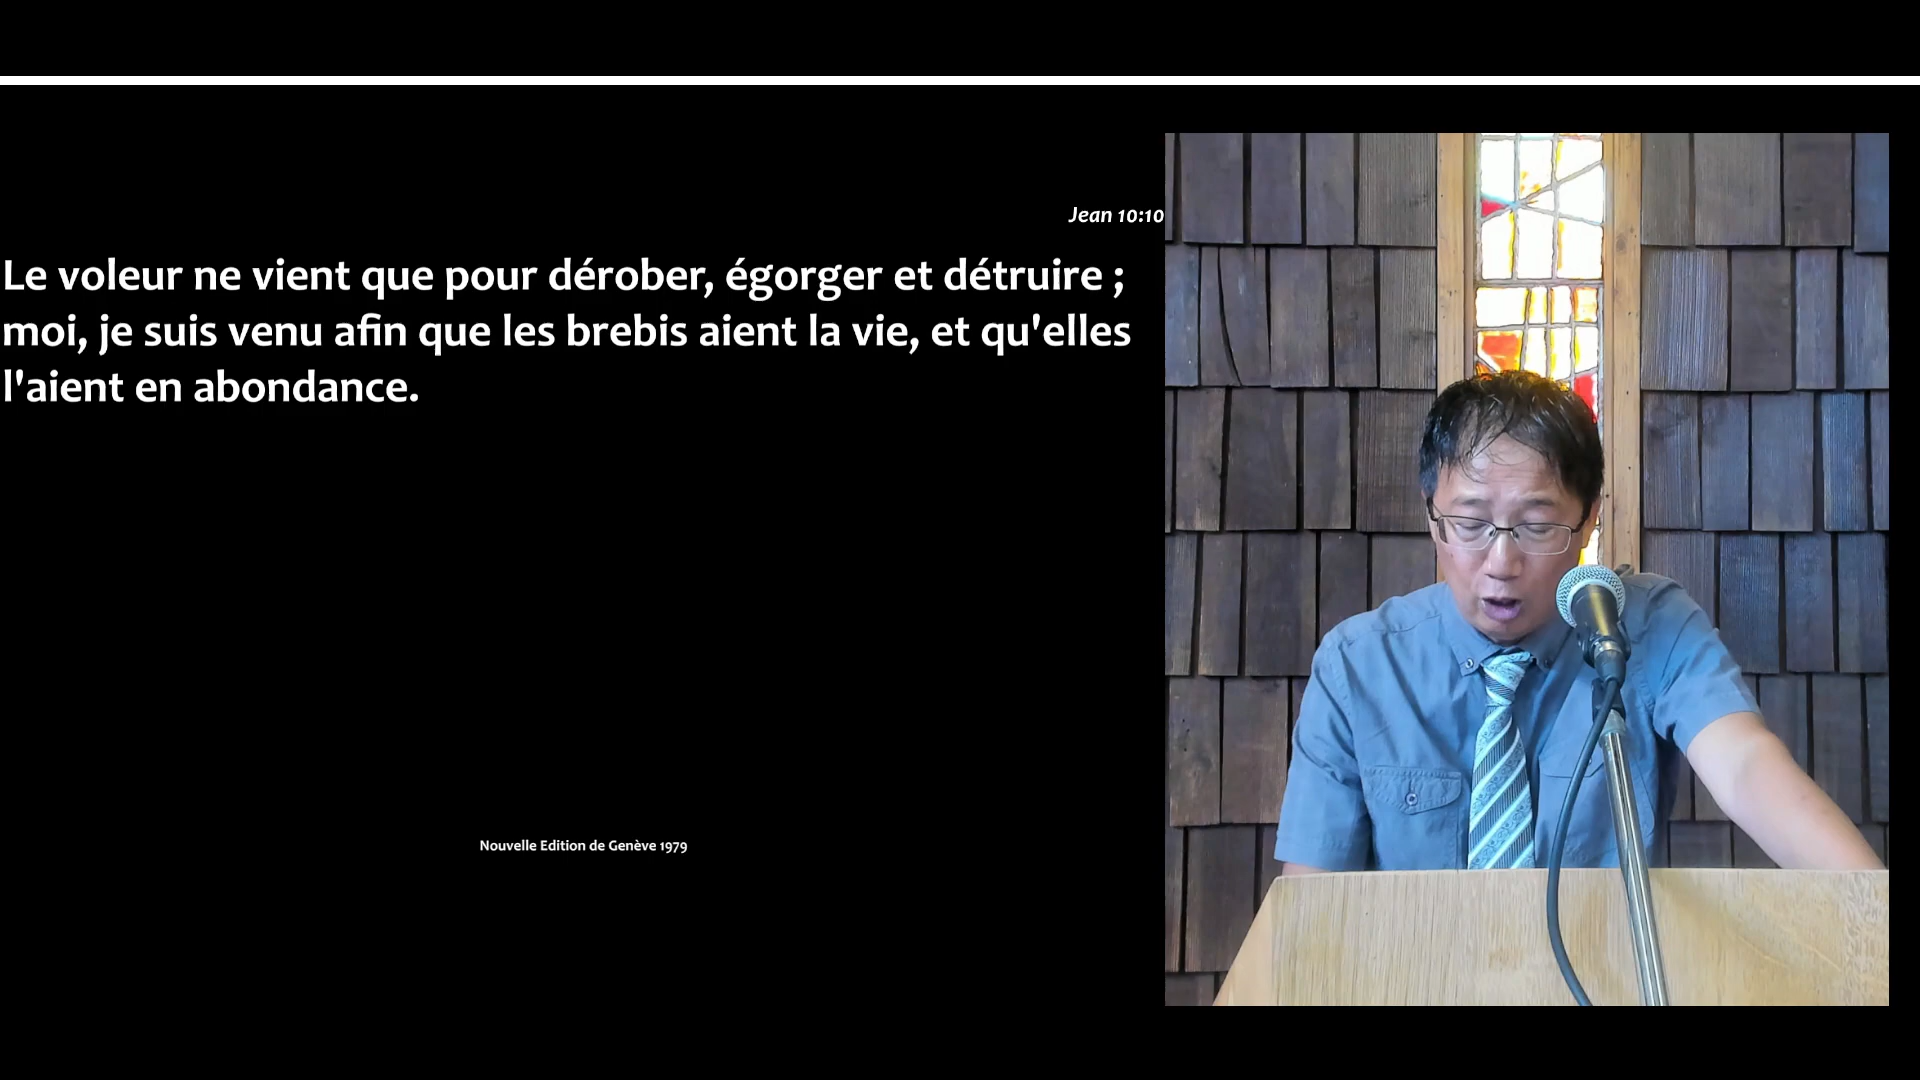 Jean 10:10
Le voleur ne vient que pour dérober, égorger et détruire ;
moi, je suis venu afin que les brebis aient la vie, et qu'elles
l'aient en abondance.
Nouvelle Edition de Genève 1979